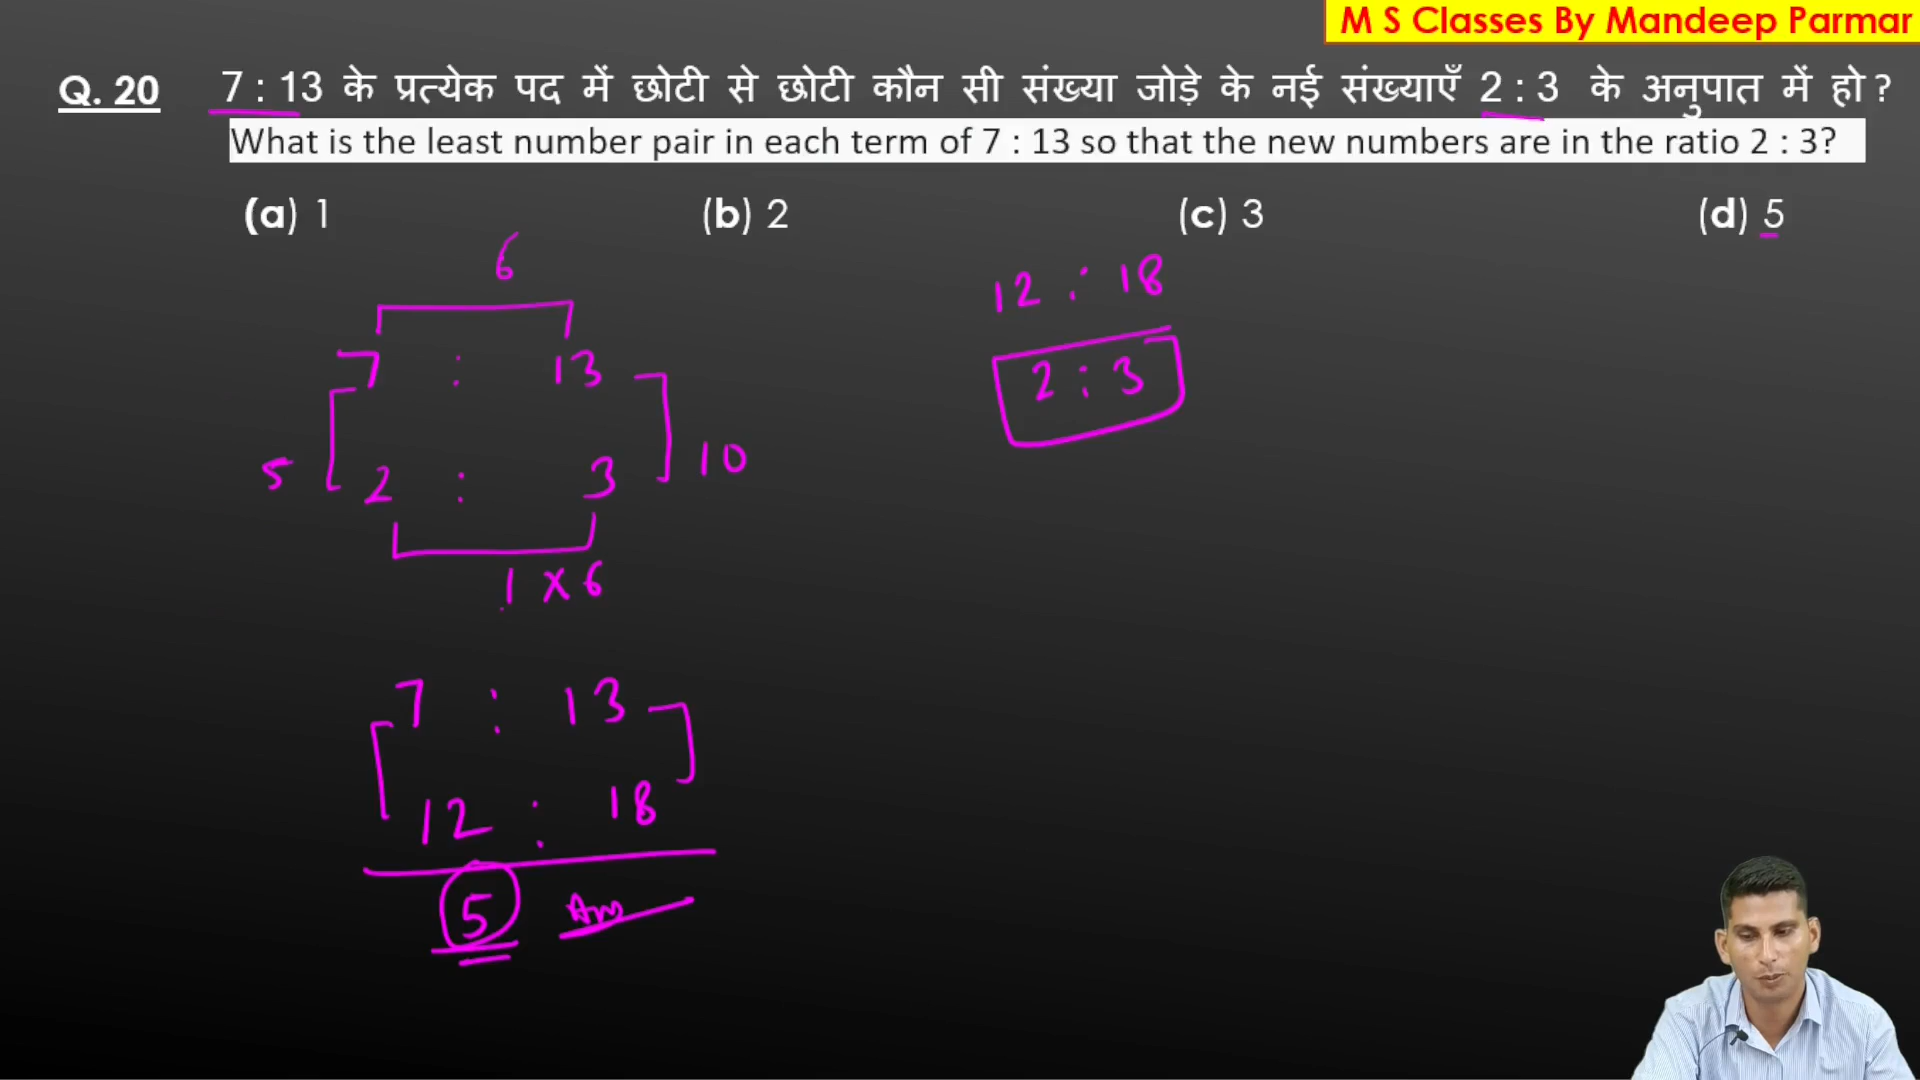 M S Classes By Mandeep Parmar
Q. 20 7 : 13 के प्रत्येक पद में छोटी से छोटी कौन सी संख्या जोड़े के नई संख्याएँ 2 : 3 के अनुपात में हो ?
What is the least number pair in each term of 7 : 13 so that the new numbers are in the ratio 2 : 3?
(a) 1 (b) 2 (c) 3 (d) 5
6
12 : 18
7 : 13
2 : 3
5 2 : 3 10
1 x 6
7 : 13
12 : 18
5 Ans